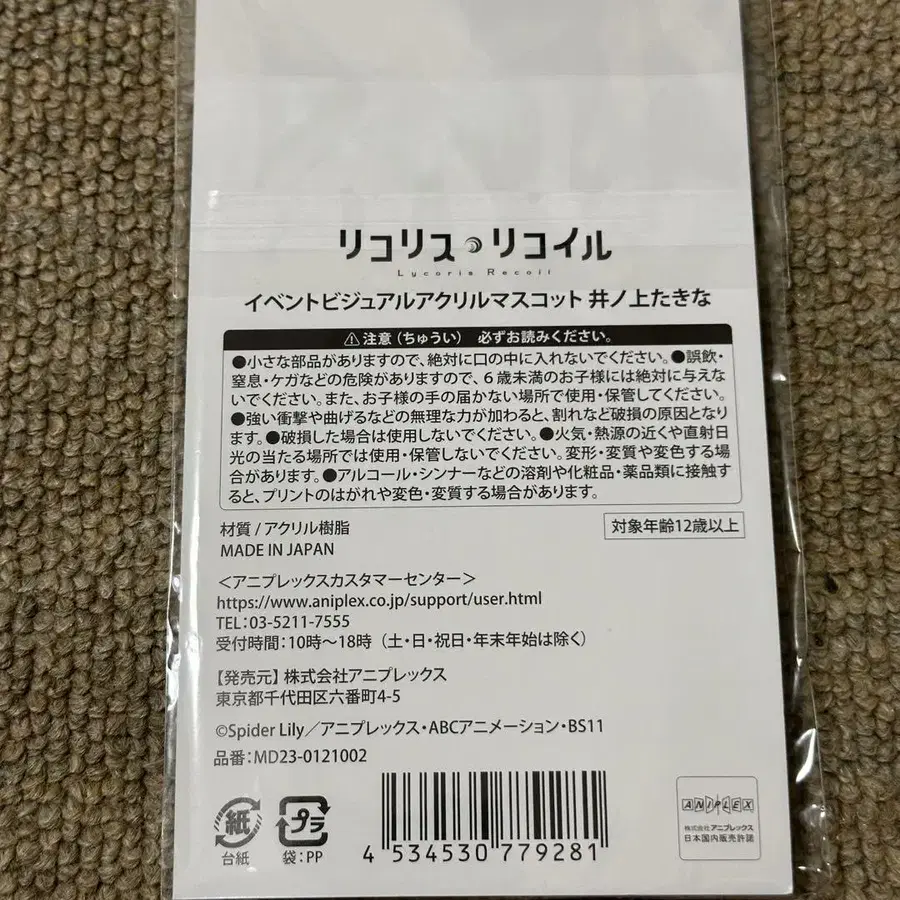 リコリス・リコイル
Lycoris Recoil
イベントビジュアルアクリルマスコット 井ノ上たきな
⚠注意(ちゅうい) 必ずお読みください。
●小さな部品がありますので、絶対に口の中に入れないでください。●誤飲・
窒息・ケガなどの危険がありますので、6歳未満のお子様には絶対に与えな
いでください。また、お子様の手の届かない場所で使用・保管してください。
●強い衝撃や曲げるなどの無理な力が加わると、割れなど破損の原因となり
ます。●破損した場合は使用しないでください。●火気・熱源の近くや直射日
光の当たる場所では使用・保管しないでください。変形・変質や変色する場
合があります。●アルコール・シンナーなどの溶剤や化粧品・薬品類に接触す
ると、プリントのはがれや変色・変質する場合があります。
材質/アクリル樹脂
対象年齢12歳以上
MADE IN JAPAN
<アニプレックスカスタマーセンター>
https://www.aniplex.co.jp/support/user.html
TEL:03-5211-7555
受付時間:10時〜18時(土・日・祝日・年末年始は除く)
【発売元】株式会社アニプレックス
東京都千代田区六番町4-5
©Spider Lily/アニプレックス・ABCアニメーション・BS11
品番:MD23-0121002
紙
台紙
プラ
袋:PP
4 534530 779281
ANIPLEX
株式会社アニプレックス
日本国内販売許諾